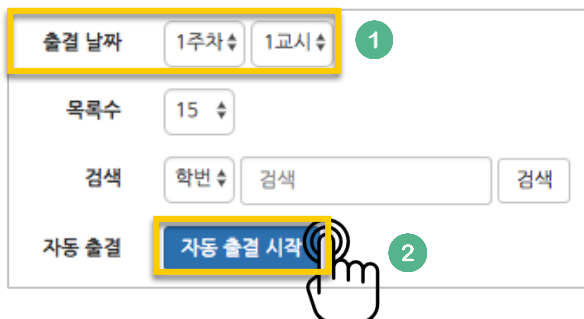 출결 날짜 1주차 1교시 1
목록수 15
검색 학번 검색 검색
자동 출결 자동 출결 시작 2